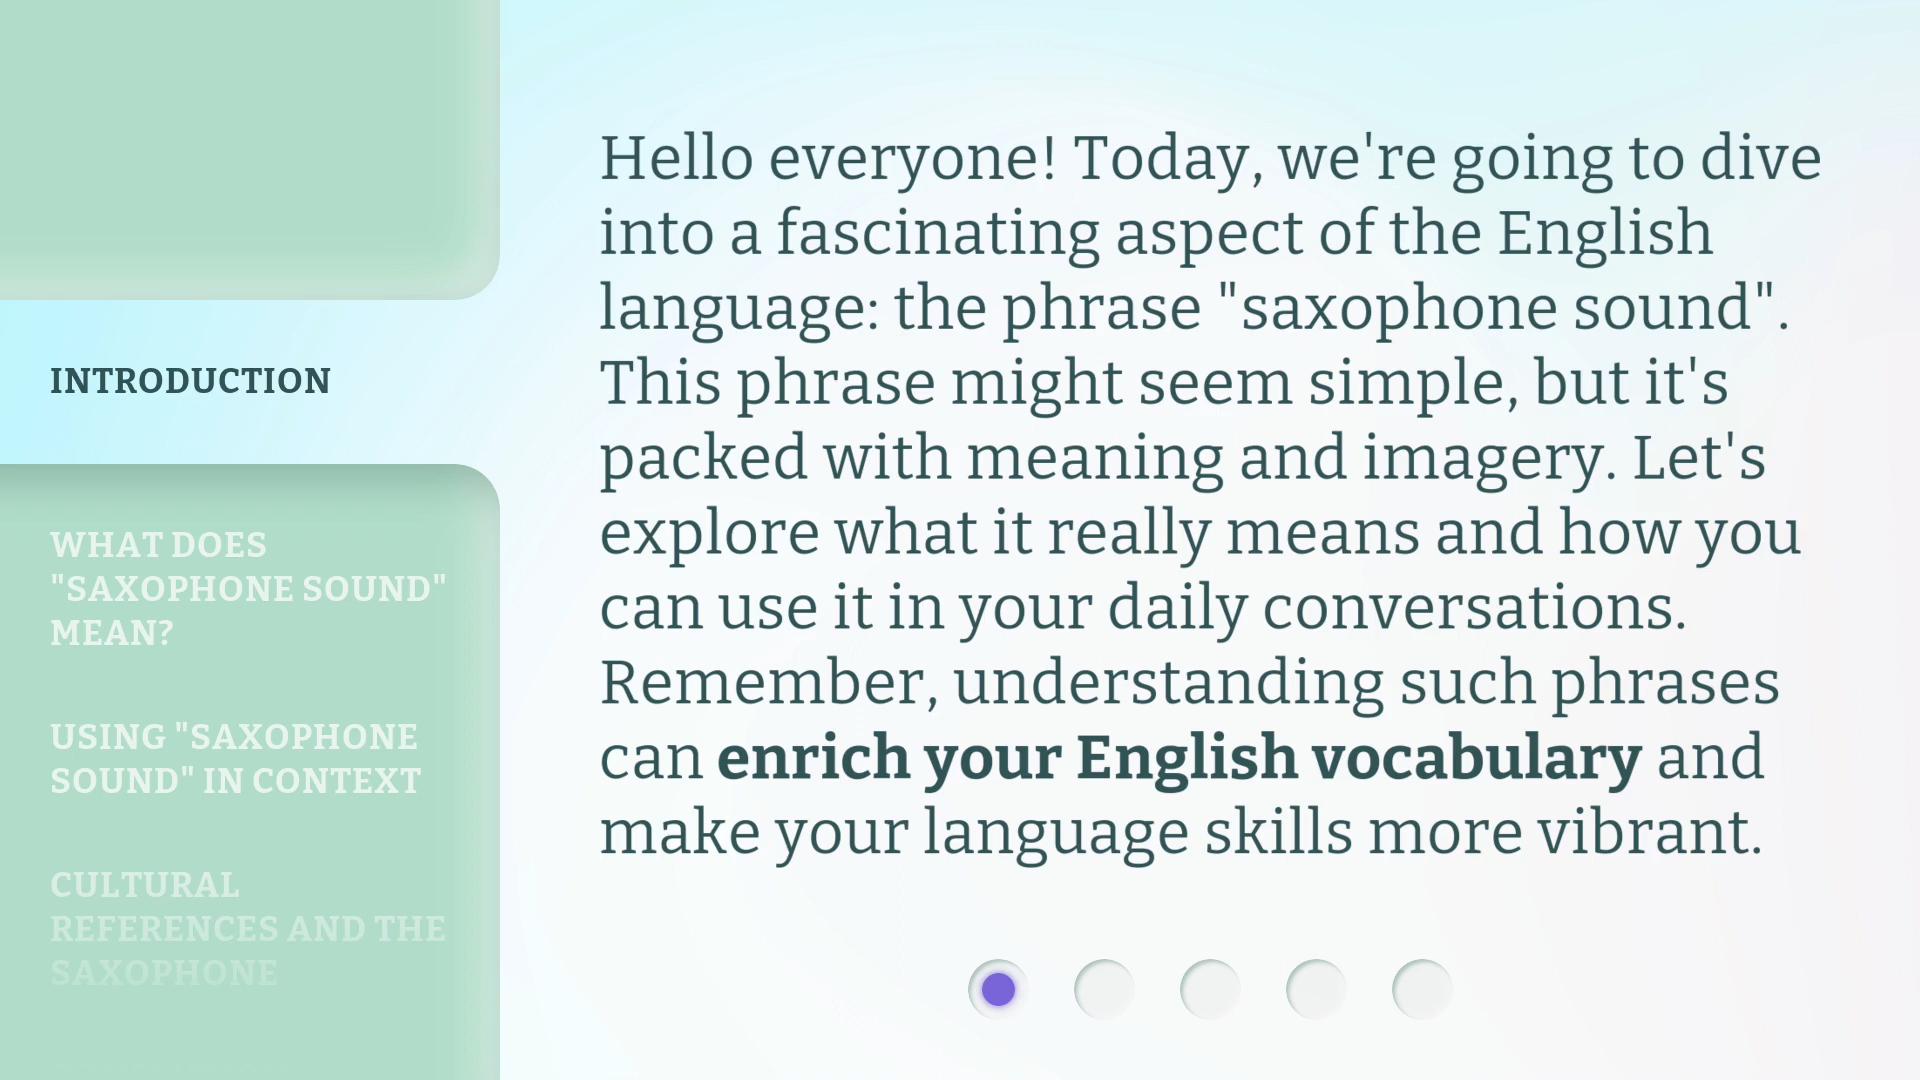 INTRODUCTION
WHAT DOES
"SAXOPHONE SOUND"
MEAN?
USING "SAXOPHONE
SOUND" IN CONTEXT
CULTURAL
REFERENCES AND THE
SAXOPHONE
Hello everyone! Today, we're going to dive
into a fascinating aspect of the English
language: the phrase "saxophone sound".
This phrase might seem simple, but it's
packed with meaning and imagery. Let's
explore what it really means and how you
can use it in your daily conversations.
Remember, understanding such phrases
can enrich your English vocabulary and
make your language skills more vibrant.